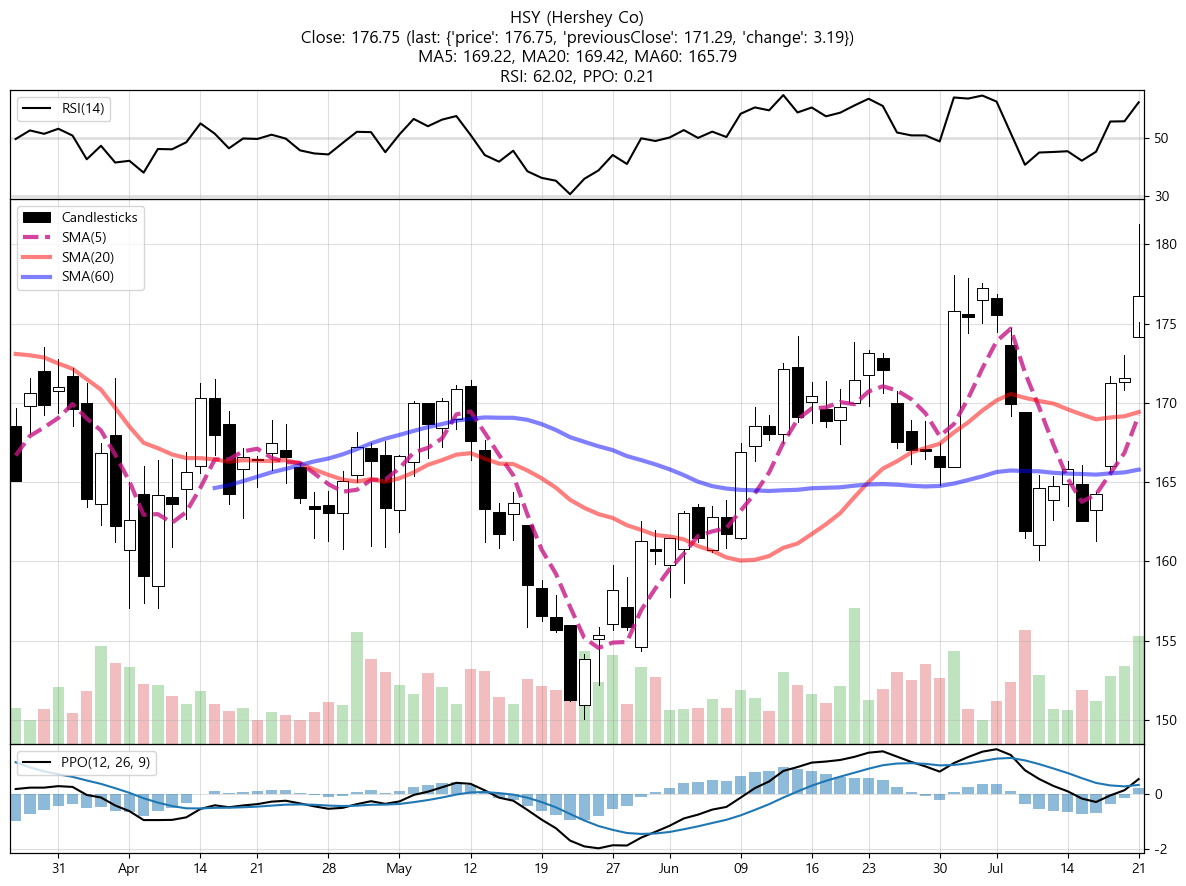 HSY (Hershey Co)
Close: 176.75 (last: {'price': 176.75, 'previousClose': 171.29, 'change': 3.19})
MA5: 169.22, MA20: 169.42, MA60: 165.79
RSI: 62.02, PPO: 0.21
RSI(14)
50
30
Candlesticks
SMA(5)
SMA(20)
SMA(60)
180
175
170
165
160
155
150
PPO(12, 26, 9)
0
-2
31 Apr 14 21 28 May 12 19 27 Jun 09 16 23 30 Jul 14 21